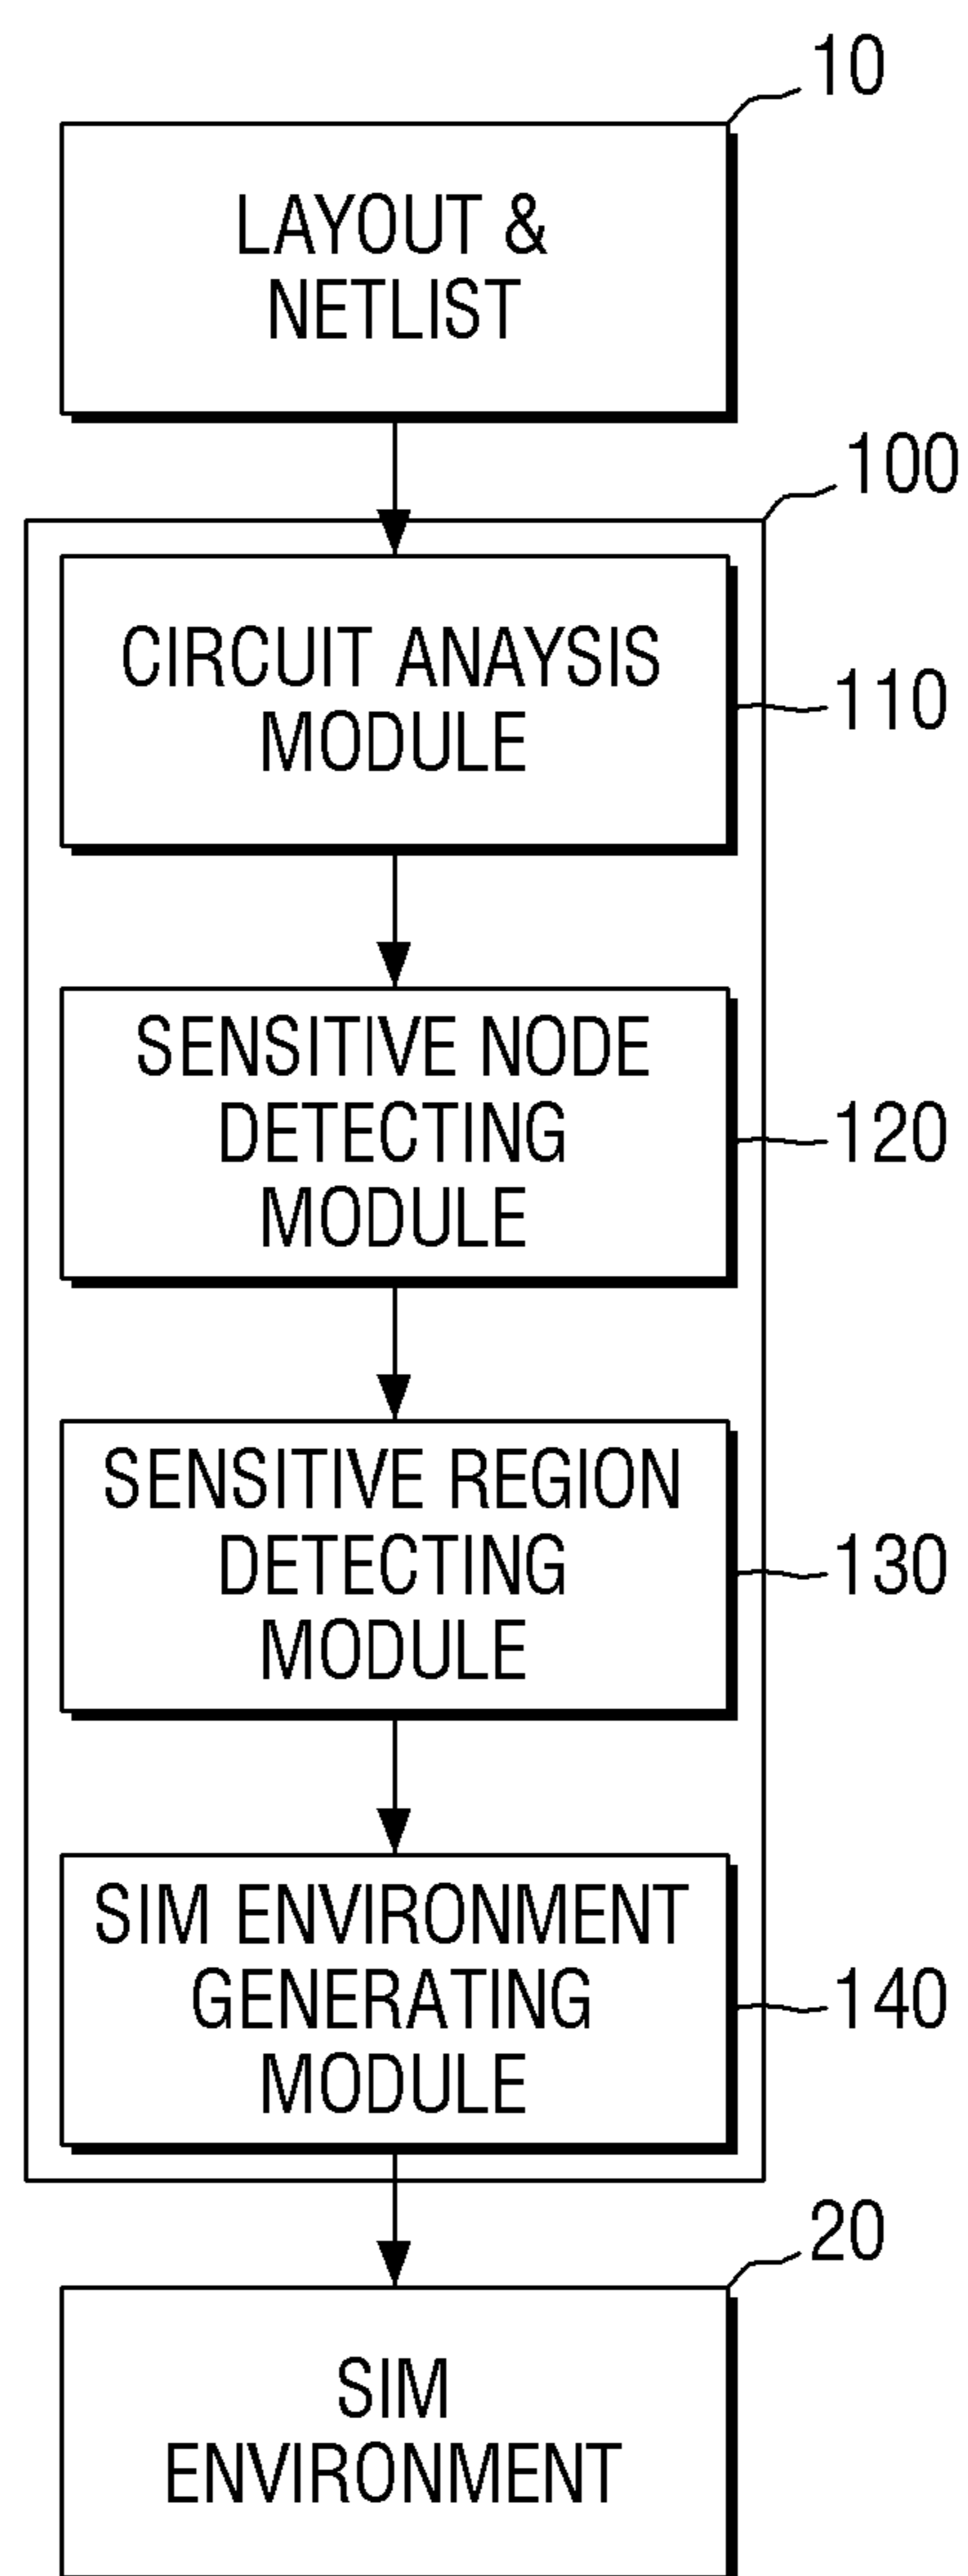 10
LAYOUT &
NETLIST
100
CIRCUIT ANAYSIS
MODULE
110
SENSITIVE NODE
DETECTING
MODULE
120
SENSITIVE REGION
DETECTING
MODULE
130
SIM ENVIRONMENT
GENERATING
MODULE
140
20
SIM
ENVIRONMENT